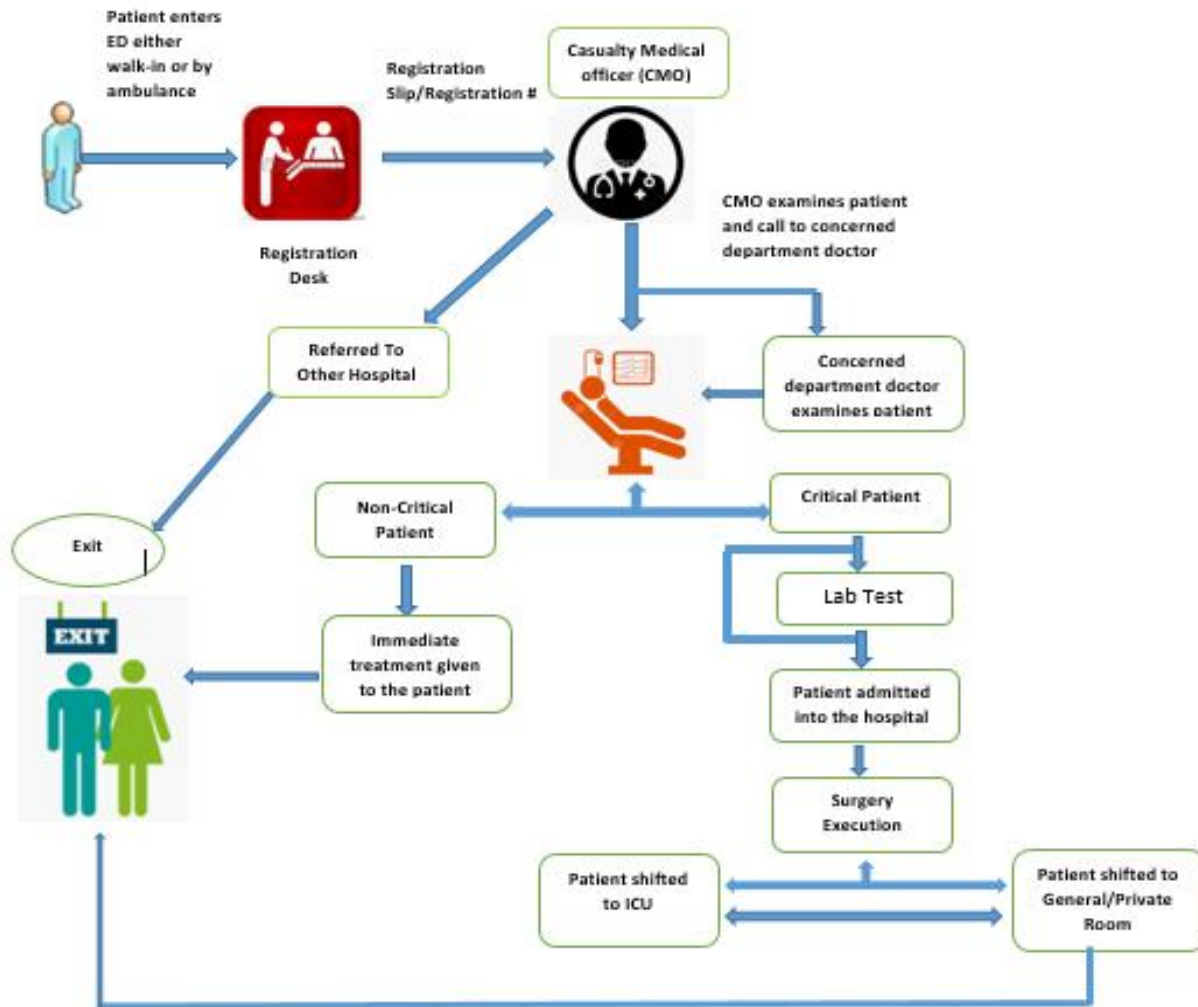 Patient enters
ED either
walk-in or by
ambulance
Registration
Slip/Registration #
Casualty Medical
officer (CMO)
Registration
Desk
CMO examines patient
and call to concerned
department doctor
Referred To
Other Hospital
Concerned
department doctor
examines patient
Non-Critical
Patient
Critical Patient
Exit
Lab Test
EXIT
Immediate
treatment given
to the patient
Patient admitted
into the hospital
Surgery
Execution
Patient shifted
to ICU
Patient shifted to
General/Private
Room